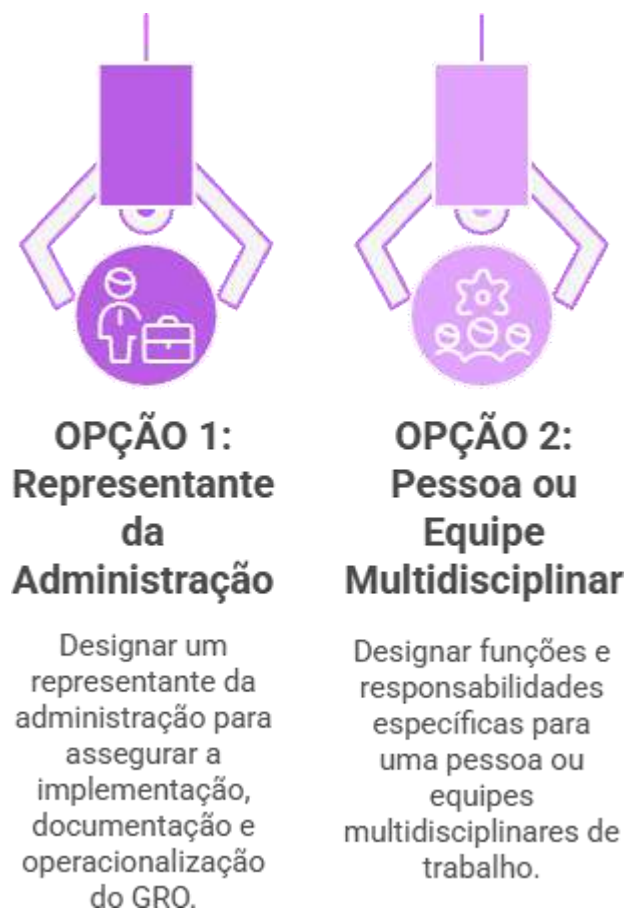 OPÇÃO 1:
Representante
da
Administração
Designar um
representante da
administração para
assegurar a
implementação,
documentação e
operacionalização
do GRO.
OPÇÃO 2:
Pessoa ou
Equipe
Multidisciplinar
Designar funções e
responsabilidades
específicas para
uma pessoa ou
equipes
multidisciplinares de
trabalho.